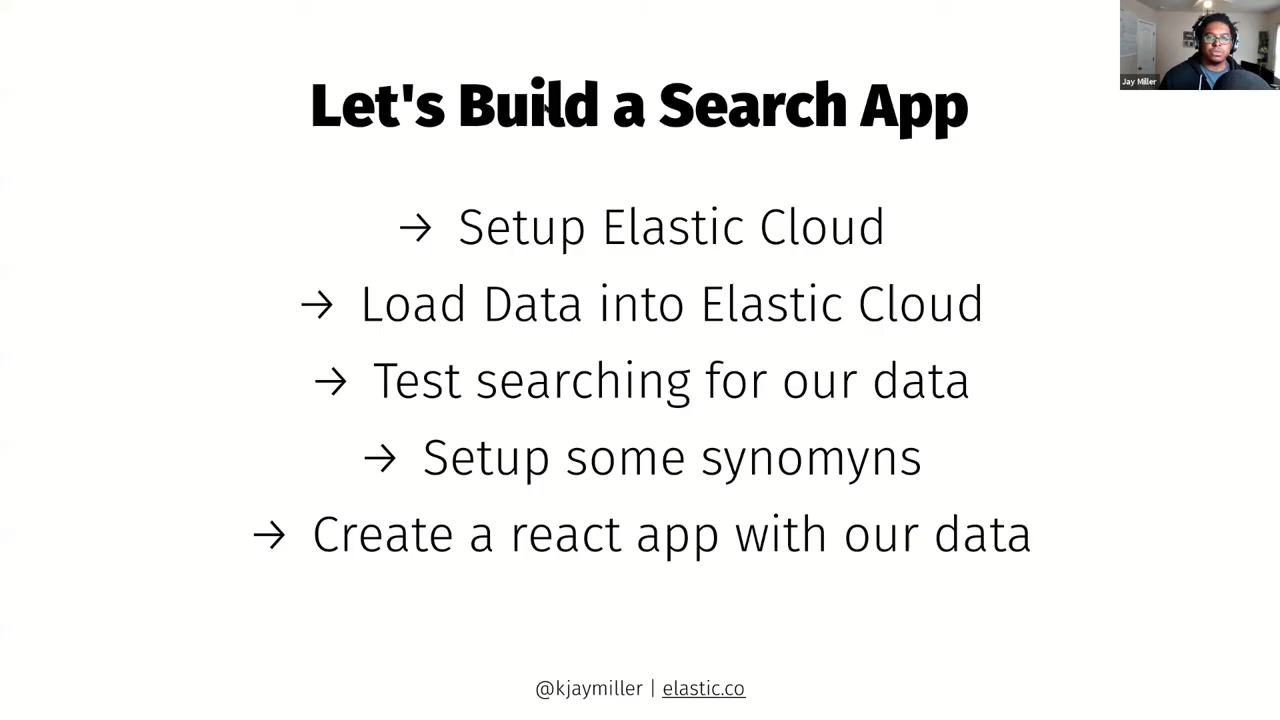 Let's Build a Search App
→ Setup Elastic Cloud
→ Load Data into Elastic Cloud
→ Test searching for our data
→ Setup some synomyns
→ Create a react app with our data
@kjaymiller | elastic.co
Jay Miller